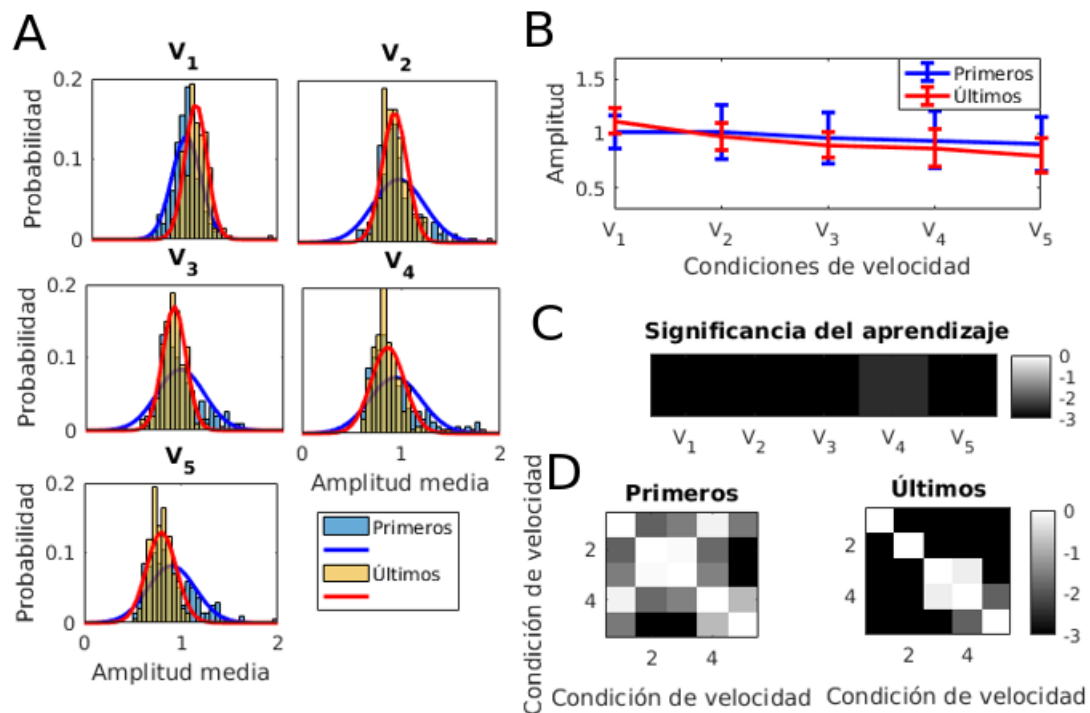 A
V1
V2
0.2
0.1
0
Probabilidad
V3
V4
0.2
0.1
0
Probabilidad
0 1 2
Amplitud media
V5
0.2
0.1
0
Probabilidad
0 1 2
Amplitud media
Primeros
Últimos
B
1.5
1
0.5
Amplitud
Primeros
Últimos
V1 V2 V3 V4 V5
Condiciones de velocidad
C
Significancia del aprendizaje
V1 V2 V3 V4 V5
0
-1
-2
-3
D
Primeros
Condición de velocidad
2
4
2 4
Condición de velocidad
Últimos
2
4
2 4
Condición de velocidad
0
-1
-2
-3